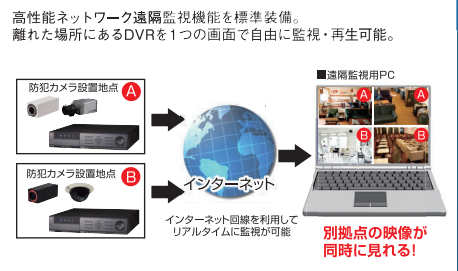 高性能ネットワーク遠隔監視機能を標準装備。
離れた場所にあるDVRを1つの画面で自由に監視・再生可能。
防犯カメラ設置地点 A
防犯カメラ設置地点 B
インターネット
インターネット回線を利用して
リアルタイムに監視が可能
■遠隔監視用PC
A A
B B
別拠点の映像が
同時に見れる!